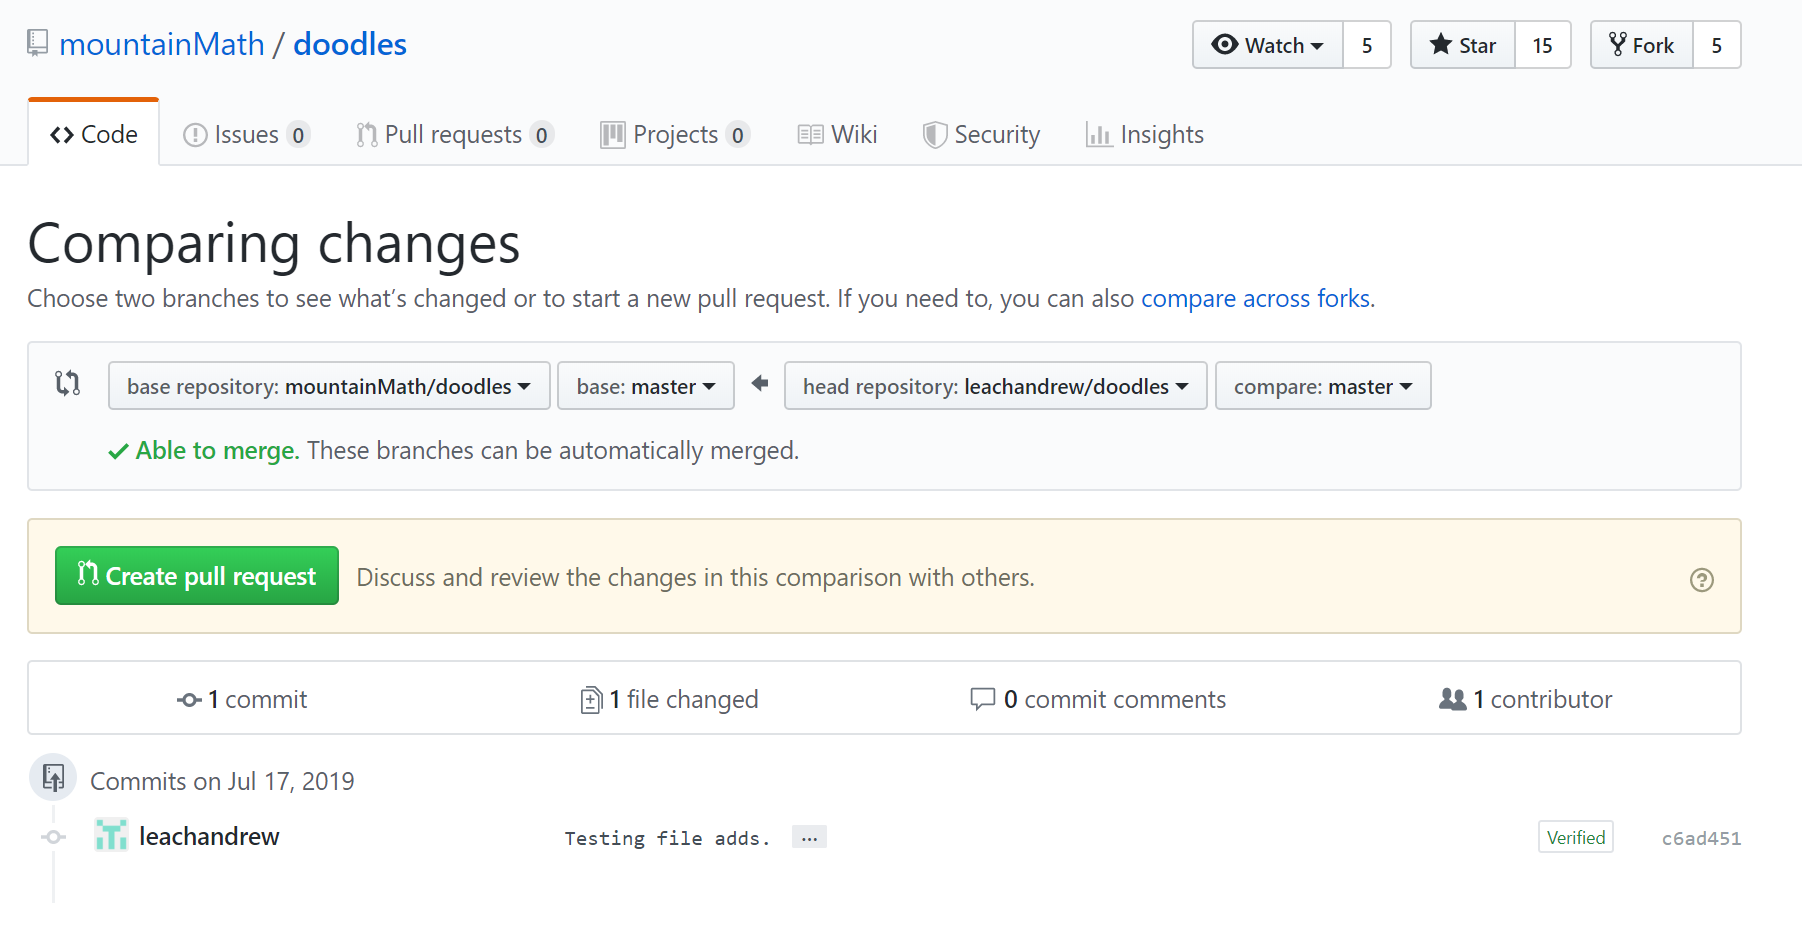 mountainMath / doodles
Watch 5 Star 15 Fork 5
Code Issues 0 Pull requests 0 Projects 0 Wiki Security Insights
Comparing changes
Choose two branches to see what’s changed or to start a new pull request. If you need to, you can also compare across forks.
base repository: mountainMath/doodles base: master head repository: leachandrew/doodles compare: master
Able to merge. These branches can be automatically merged.
Create pull request Discuss and review the changes in this comparison with others. ?
1 commit 1 file changed 0 commit comments 1 contributor
Commits on Jul 17, 2019
leachandrew Testing file adds. ... Verified c6ad451